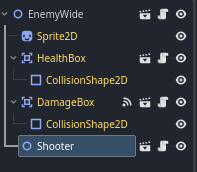 EnemyWide
Sprite2D
HealthBox
CollisionShape2D
DamageBox
CollisionShape2D
Shooter